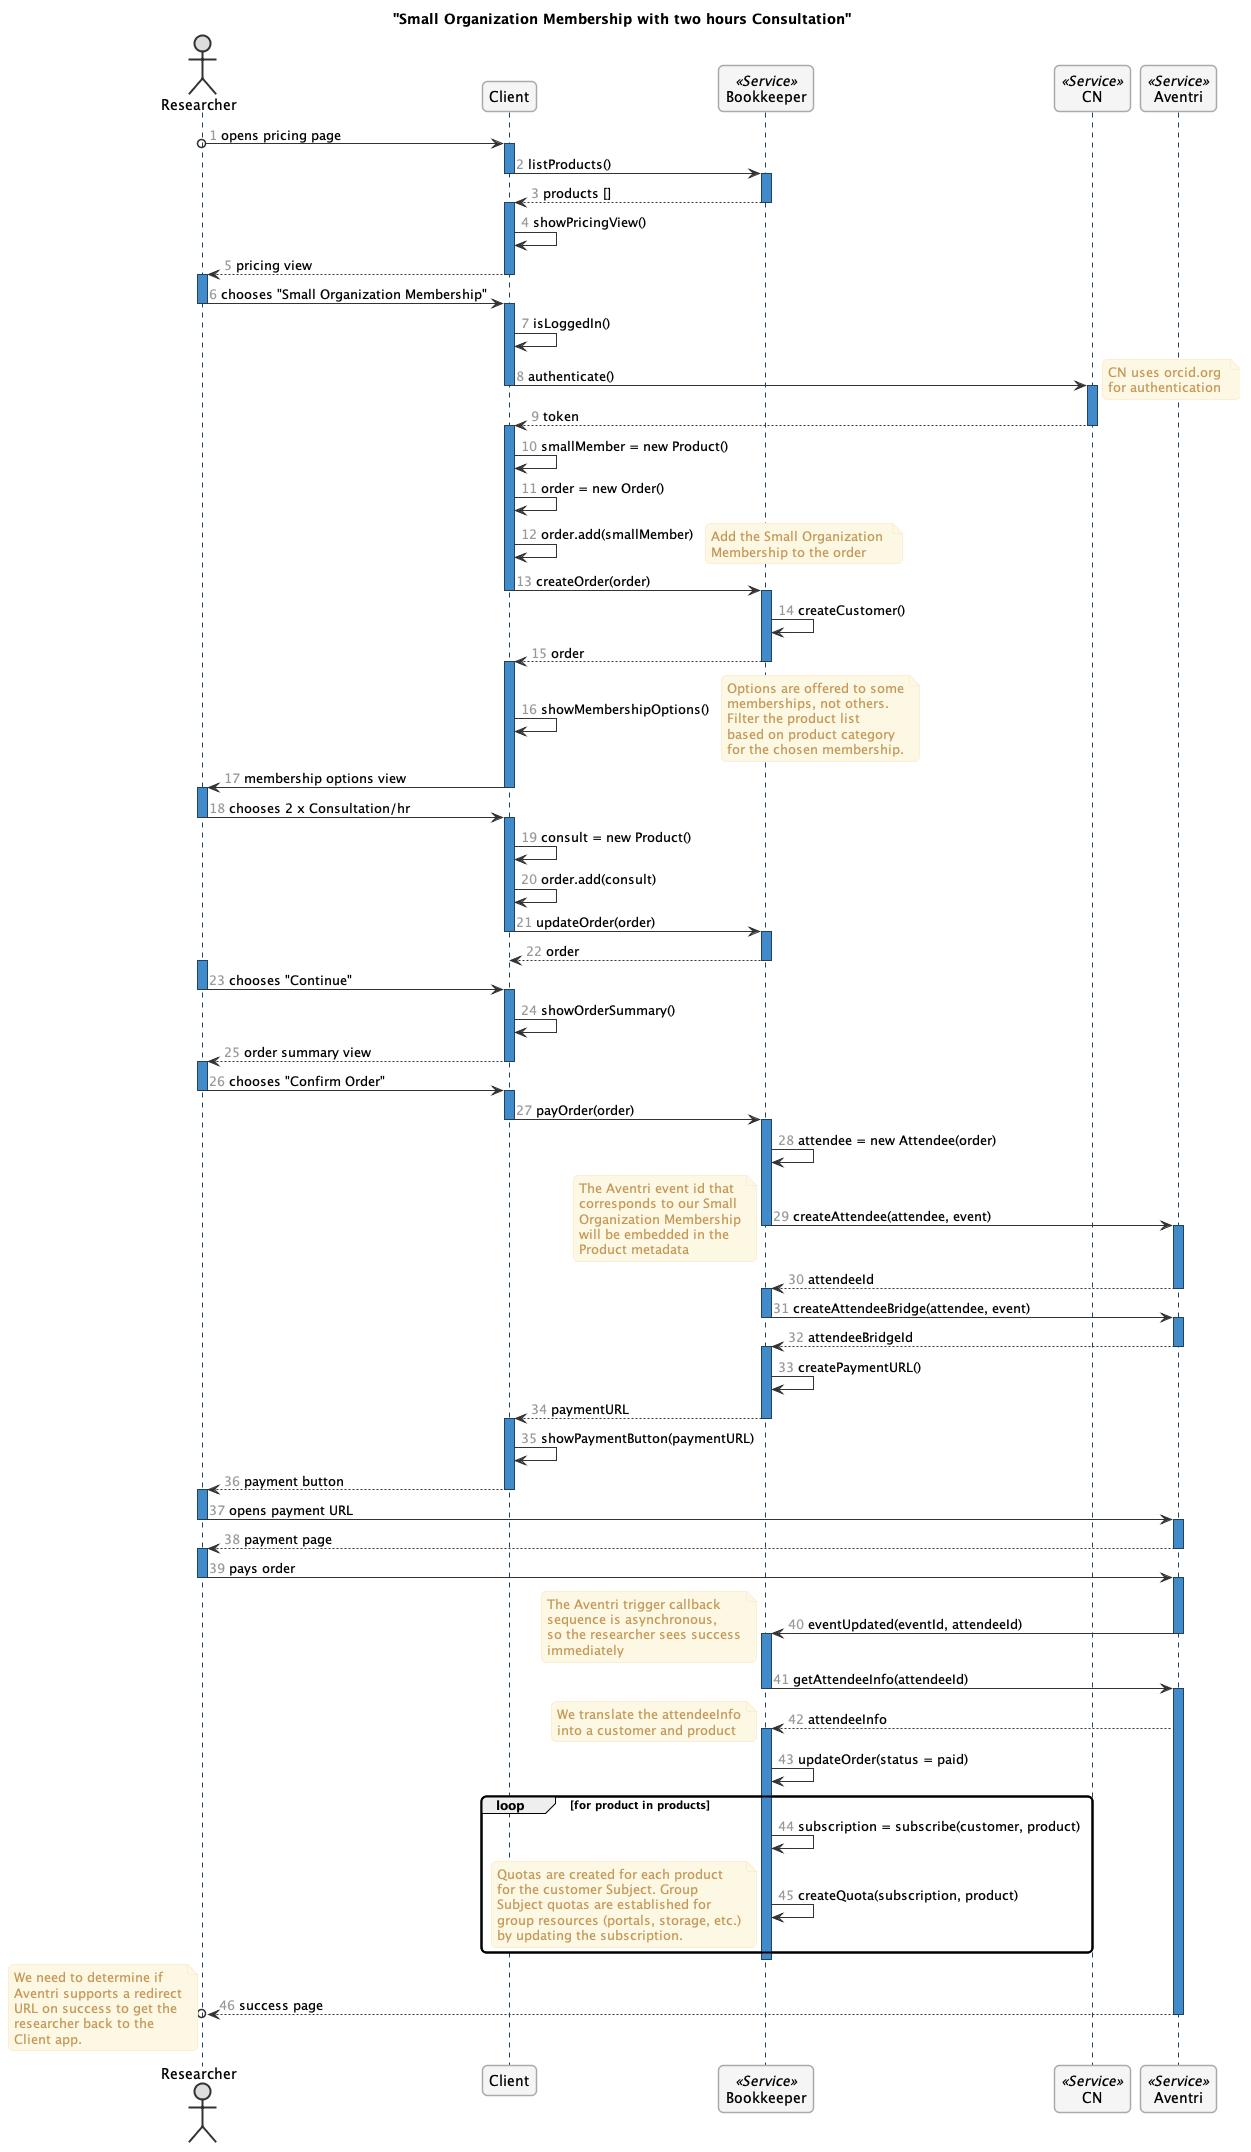 "Small Organization Membership with two hours Consultation"
Researcher
Client
«Service»
Bookkeeper
«Service»
CN
«Service»
Aventri
1 opens pricing page
2 listProducts()
3 products []
4 showPricingView()
5 pricing view
6 chooses "Small Organization Membership"
7 isLoggedIn()
8 authenticate()
CN uses orcid.org
for authentication
9 token
10 smallMember = new Product()
11 order = new Order()
12 order.add(smallMember)
Add the Small Organization
Membership to the order
13 createOrder(order)
14 createCustomer()
15 order
16 showMembershipOptions()
Options are offered to some
memberships, not others.
Filter the product list
based on product category
for the chosen membership.
17 membership options view
18 chooses 2 x Consultation/hr
19 consult = new Product()
20 order.add(consult)
21 updateOrder(order)
22 order
23 chooses "Continue"
24 showOrderSummary()
25 order summary view
26 chooses "Confirm Order"
27 payOrder(order)
28 attendee = new Attendee(order)
The Aventri event id that
corresponds to our Small
Organization Membership
will be embedded in the
Product metadata
29 createAttendee(attendee, event)
30 attendeeId
31 createAttendeeBridge(attendee, event)
32 attendeeBridgeId
33 createPaymentURL()
34 paymentURL
35 showPaymentButton(paymentURL)
36 payment button
37 opens payment URL
38 payment page
39 pays order
The Aventri trigger callback
sequence is asynchronous,
so the researcher sees success
immediately
40 eventUpdated(eventId, attendeeId)
41 getAttendeeInfo(attendeeId)
We translate the attendeeInfo
into a customer and product
42 attendeeInfo
43 updateOrder(status = paid)
loop [for product in products]
44 subscription = subscribe(customer, product)
Quotas are created for each product
for the customer Subject. Group
Subject quotas are established for
group resources (portals, storage, etc.)
by updating the subscription.
45 createQuota(subscription, product)
We need to determine if
Aventri supports a redirect
URL on success to get the
researcher back to the
Client app.
46 success page
Researcher
Client
«Service»
Bookkeeper
«Service»
CN
«Service»
Aventri